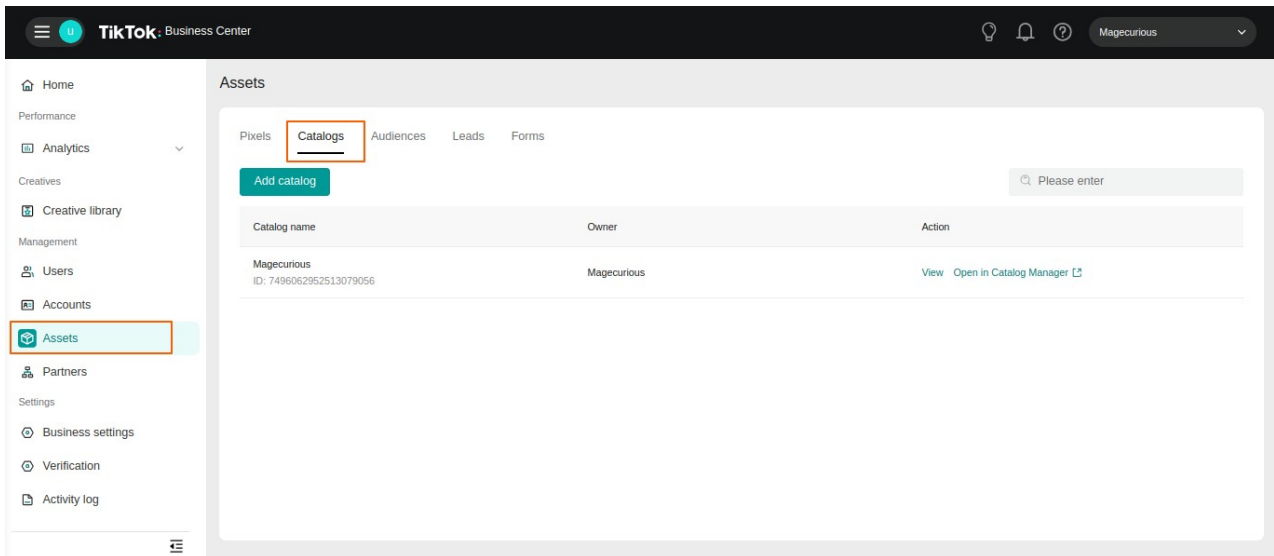 U TikTok: Business Center Magecurious
Home
Performance
Analytics
Creatives
Creative library
Management
Users
Accounts
Assets
Partners
Settings
Business settings
Verification
Activity log
Assets
Pixels Catalogs Audiences Leads Forms
Add catalog Please enter
Catalog name Owner Action
Magecurious
ID: 7496062952513079056
Magecurious
View Open in Catalog Manager